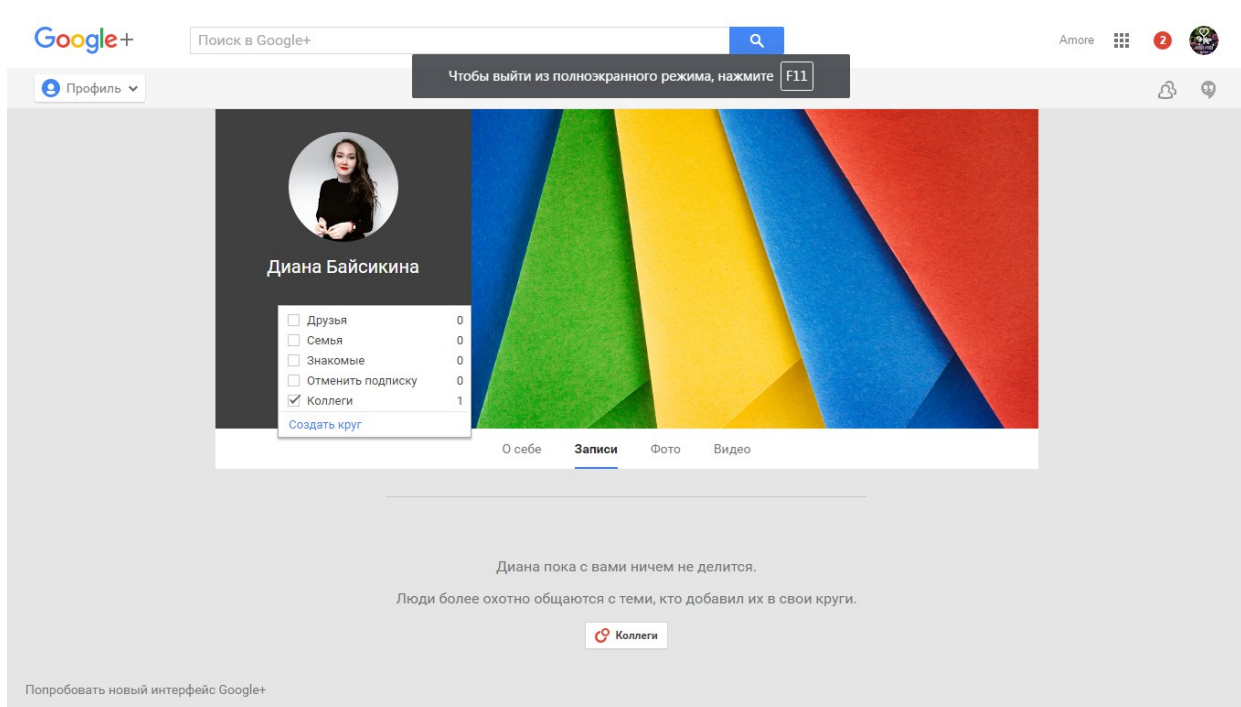 Google+
Поиск в Google+
Amore
2
Чтобы выйти из полноэкранного режима, нажмите F11
Профиль
Диана Байсикина
Друзья 0
Семья 0
Знакомые 0
Отменить подписку 0
Коллеги 1
Создать круг
О себе Записи Фото Видео
Диана пока с вами ничем не делится.
Люди более охотно общаются с теми, кто добавил их в свои круги.
Коллеги
Попробовать новый интерфейс Google+